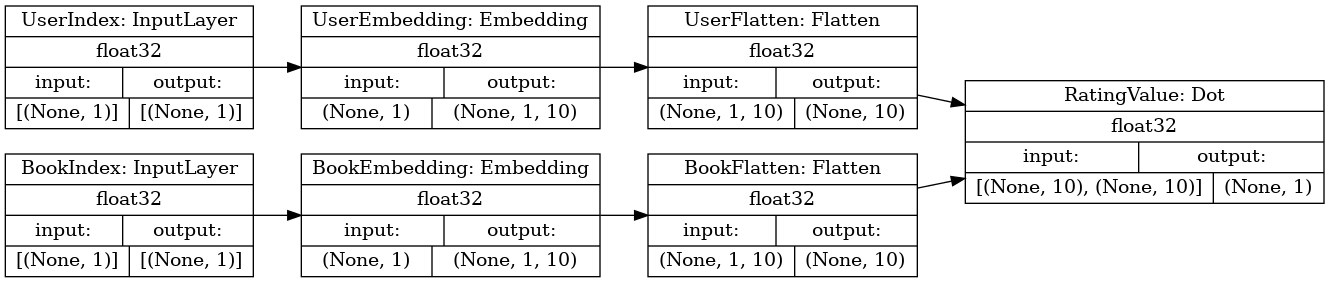 UserIndex: InputLayer
float32
input: output:
[(None, 1)] [(None, 1)]
UserEmbedding: Embedding
float32
input: output:
(None, 1) (None, 1, 10)
UserFlatten: Flatten
float32
input: output:
(None, 1, 10) (None, 10)
BookIndex: InputLayer
float32
input: output:
[(None, 1)] [(None, 1)]
BookEmbedding: Embedding
float32
input: output:
(None, 1) (None, 1, 10)
BookFlatten: Flatten
float32
input: output:
(None, 1, 10) (None, 10)
RatingValue: Dot
float32
input: output:
[(None, 10), (None, 10)] (None, 1)